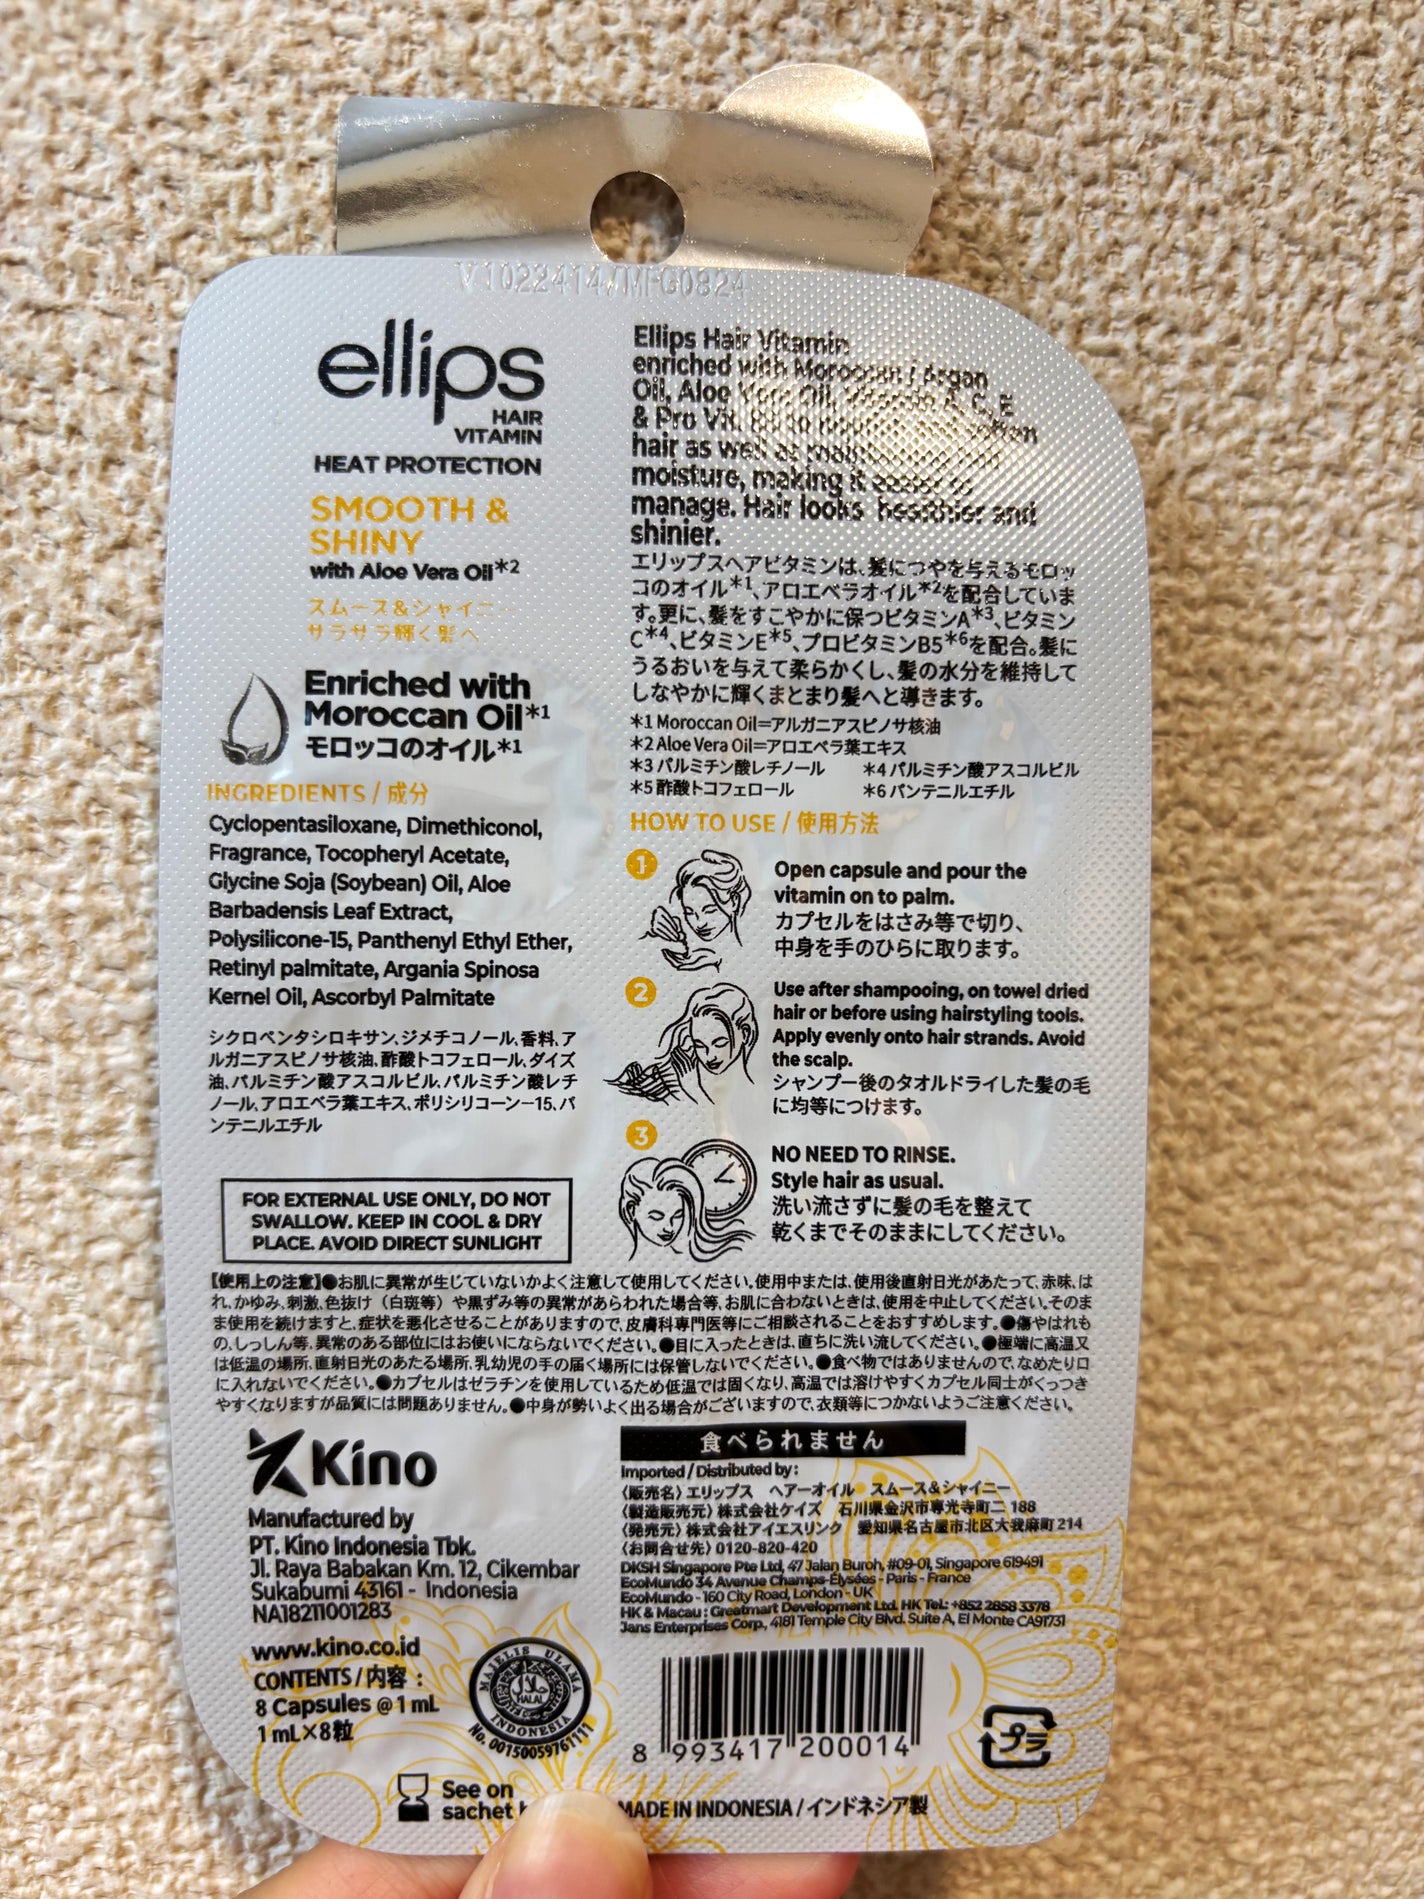 V1022414/MFG0824
ellips
HAIR
VITAMIN
HEAT PROTECTION
SMOOTH &
SHINY
with Aloe Vera Oil*2
スムース&シャイニー
サラサラ輝く髪へ
Enriched with
Moroccan Oil*1
モロッコのオイル*1
INGREDIENTS / 成分
Cyclopentasiloxane, Dimethiconol,
Fragrance, Tocopheryl Acetate,
Glycine Soja (Soybean) Oil, Aloe
Barbadensis Leaf Extract,
Polysilicone-15, Panthenyl Ethyl Ether,
Retinyl palmitate, Argania Spinosa
Kernel Oil, Ascorbyl Palmitate
シクロペンタシロキサン、ジメチコノール、香料、ア
ルガニアスピノサ核油、酢酸トコフェロール、ダイズ
油、パルミチン酸アスコルビル、パルミチン酸レチ
ノール、アロエベラ葉エキス、ポリシリコーン-15、パ
ンテニルエチル
FOR EXTERNAL USE ONLY, DO NOT
SWALLOW. KEEP IN COOL & DRY
PLACE. AVOID DIRECT SUNLIGHT
Ellips Hair Vitamin
enriched with Moroccan / Argan
Oil, Aloe Vera Oil, Vitamin A, C, E
& Pro Vit. soften
hair as well as
moisture, making it easier to
manage. Hair looks healthier and
shinier.
エリップスヘアビタミンは、髪につやを与えるモロッ
コのオイル*1、アロエベラオイル*2を配合していま
す。更に、髪をすこやかに保つビタミンA*3、ビタミン
C*4、ビタミンE*5、プロビタミンB5*6を配合。髪に
うるおいを与えて柔らかくし、髪の水分を維持して
しなやかに輝くまとまり髪へと導きます。
*1 Moroccan Oil=アルガニアスピノサ核油
*2 Aloe Vera Oil=アロエベラ葉エキス
*3 パルミチン酸レチノール *4 パルミチン酸アスコルビル
*5 酢酸トコフェロール *6 パンテニルエチル
HOW TO USE / 使用方法
1
Open capsule and pour the
vitamin on to palm.
カプセルをはさみ等で切り、
中身を手のひらに取ります。
2
Use after shampooing, on towel dried
hair or before using hairstyling tools.
Apply evenly onto hair strands. Avoid
the scalp.
シャンプー後のタオルドライした髪の毛
に均等につけます。
3
NO NEED TO RINSE.
Style hair as usual.
洗い流さずに髪の毛を整えて
乾くまでそのままにしてください。
【使用上の注意】●お肌に異常が生じていないかよく注意して使用してください。使用中または、使用後直射日光があたって、赤味、は
れ、かゆみ、刺激、色抜け（白斑等）や黒ずみ等の異常があらわれた場合等、お肌に合わないときは、使用を中止してください。そのま
ま使用を続けますと、症状を悪化させることがありますので、皮膚科専門医等にご相談されることをおすすめします。●傷やはれも
の、しっしん等、異常のある部位にはお使いにならないでください。●目に入ったときは、直ちに洗い流してください。●極端に高温又
は低温の場所、直射日光のあたる場所、乳幼児の手の届く場所には保管しないでください。●食べ物ではありませんので、なめたり口
に入れないでください。●カプセルはゼラチンを使用しているため低温では固くなり、高温では溶けやすくカプセル同士がくっつき
やすくなりますが品質には問題ありません。●中身が勢いよく出る場合がございますので、衣類等につかないようご注意ください。
Kino
Manufactured by
PT. Kino Indonesia Tbk.
Jl. Raya Babakan Km. 12, Cikembar
Sukabumi 43161 - Indonesia
NA18211001283
www.kino.co.id
CONTENTS / 内容 :
8 Capsules @ 1 mL
1 mL×8粒
MAJELIS ULAMA
حلال
HALAL
INDONESIA
No. 00150059761111
See on
sachet
食べられません
Imported / Distributed by :
〈販売名〉エリップス ヘアーオイル スムース&シャイニー
〈製造販売元〉株式会社ケイズ 石川県金沢市専光寺町二 188
〈発売元〉株式会社アイエスリンク 愛知県名古屋市北区大我麻町 214
〈お問合せ先〉0120-820-420
DKSH Singapore Pte Ltd, 47 Jalan Buroh, #09-01, Singapore 619491
EcoMundo 34 Avenue Champs-Élysées - Paris - France
EcoMundo - 160 City Road, London - UK
HK & Macau : Greatmart Development Ltd. HK Tel.: +852 2858 3378
Jans Enterprises Corp., 4181 Temple City Blvd. Suite A, El Monte CA91731
8 993417 200014
プラ
MADE IN INDONESIA / インドネシア製